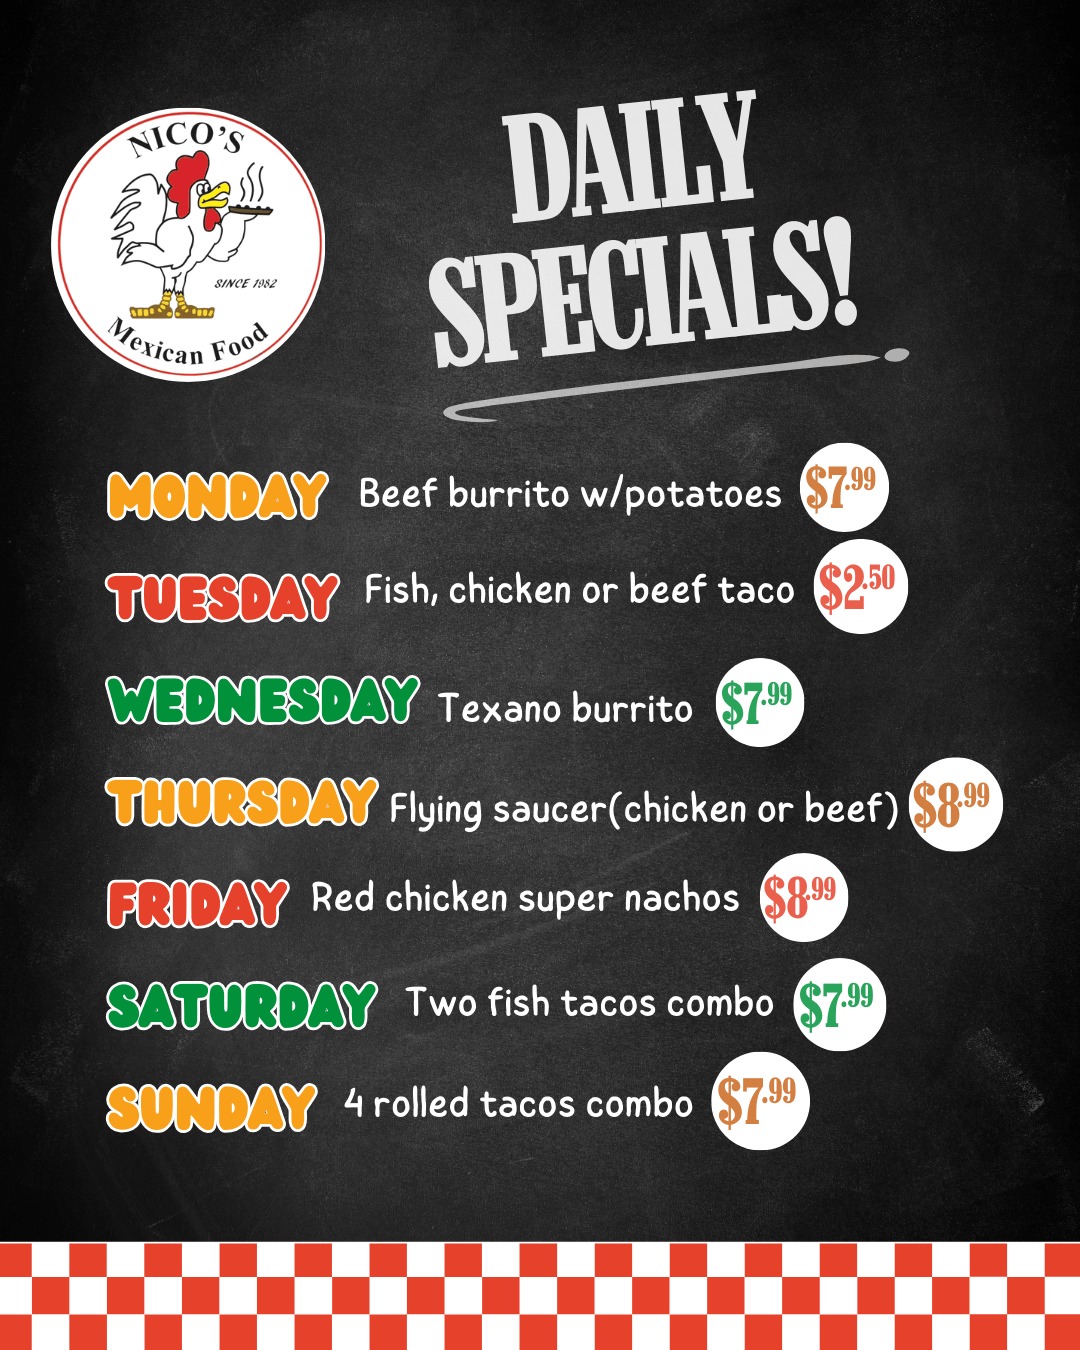 NICO'S
SINCE 1982
Mexican Food
DAILY
SPECIALS!
MONDAY Beef burrito w/potatoes $7.99
TUESDAY Fish, chicken or beef taco $2.50
WEDNESDAY Texano burrito $7.99
THURSDAY Flying saucer(chicken or beef) $8.99
FRIDAY Red chicken super nachos $8.99
SATURDAY Two fish tacos combo $7.99
SUNDAY 4 rolled tacos combo $7.99